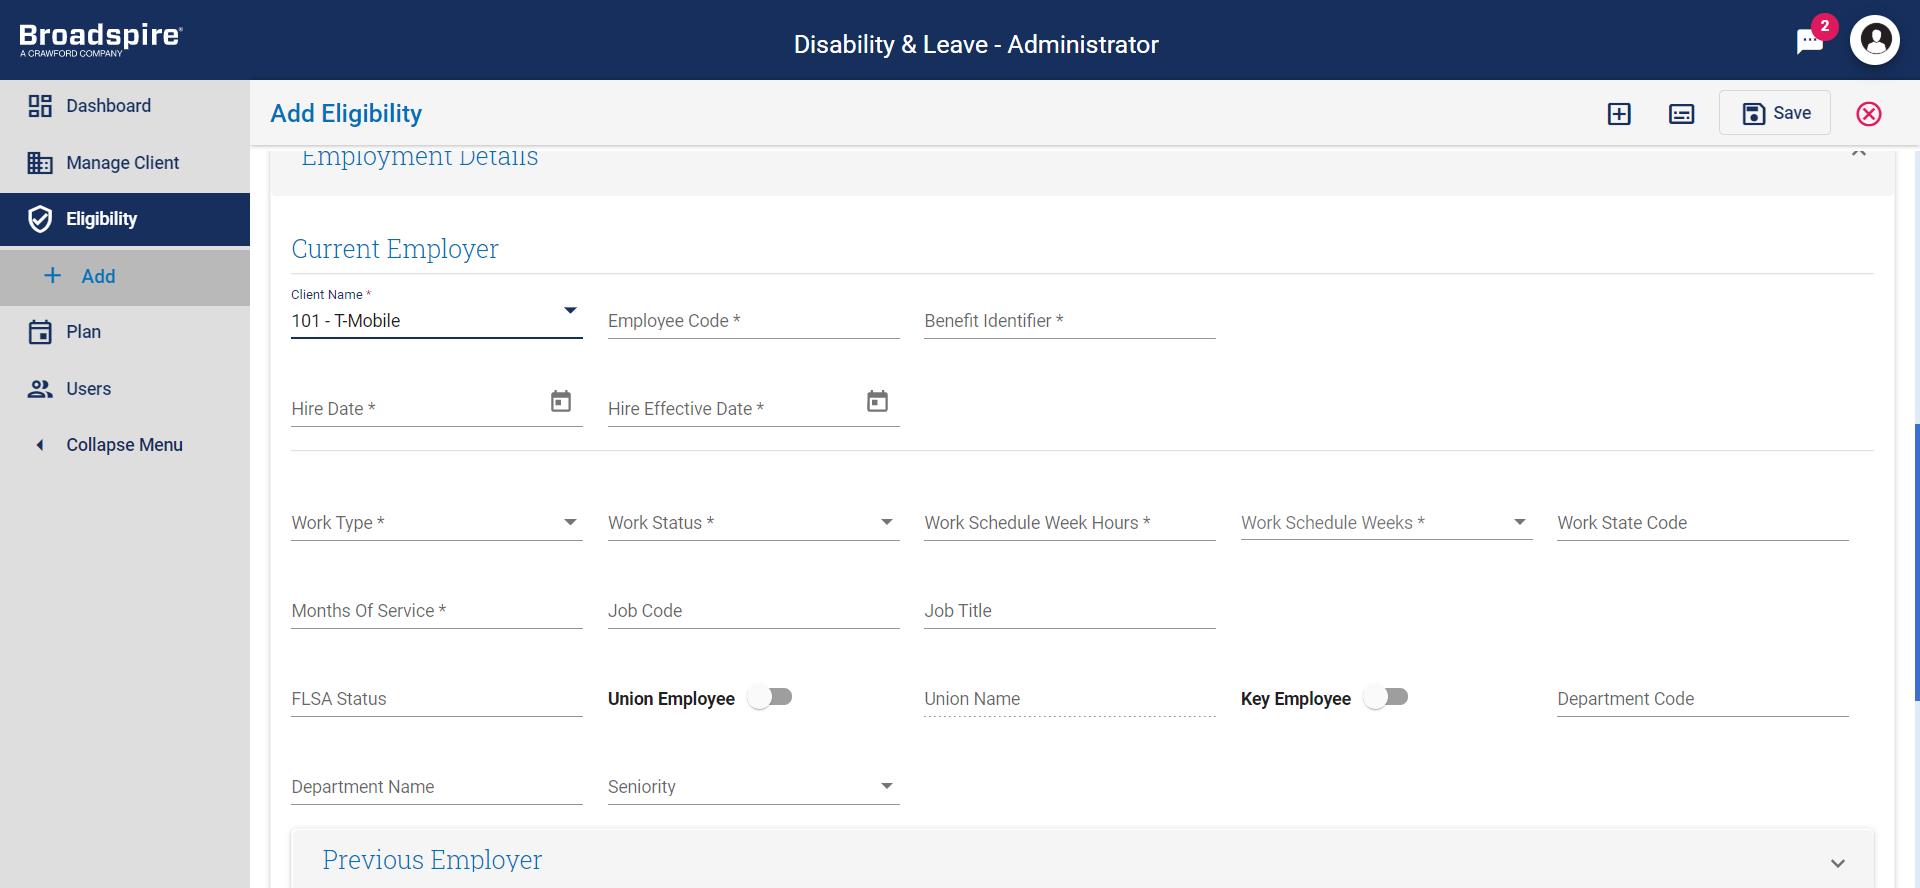 Broadspire®
A CRAWFORD COMPANY
Disability & Leave - Administrator
2
Dashboard
Manage Client
Eligibility
Add
Plan
Users
Collapse Menu
Add Eligibility
Save
Employment Details
Current Employer
Client Name *
101 - T-Mobile
Employee Code *
Benefit Identifier *
Hire Date *
Hire Effective Date *
Work Type *
Work Status *
Work Schedule Week Hours *
Work Schedule Weeks *
Work State Code
Months Of Service *
Job Code
Job Title
FLSA Status
Union Employee
Union Name
Key Employee
Department Code
Department Name
Seniority
Previous Employer